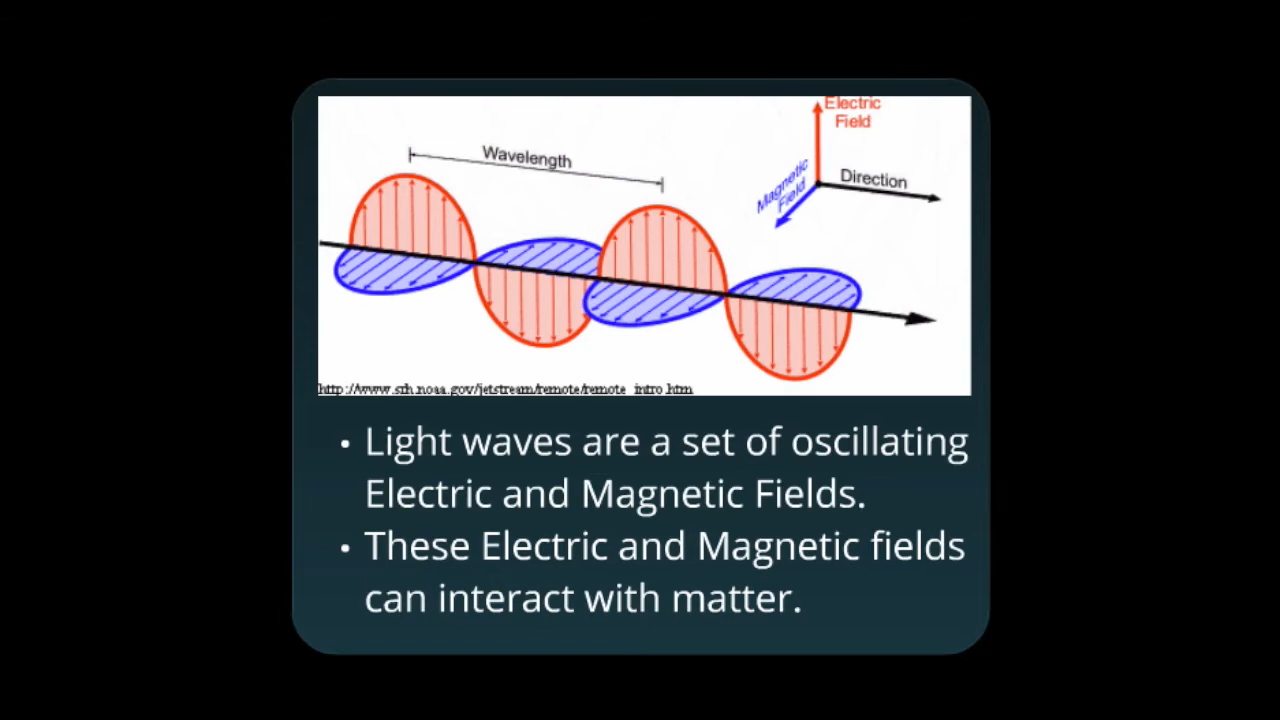 Electric
Field
Wavelength
Magnetic
Field
Direction
http://www.srh.noaa.gov/jetstream/remote/remote_intro.htm
• Light waves are a set of oscillating
Electric and Magnetic Fields.
• These Electric and Magnetic fields
can interact with matter.